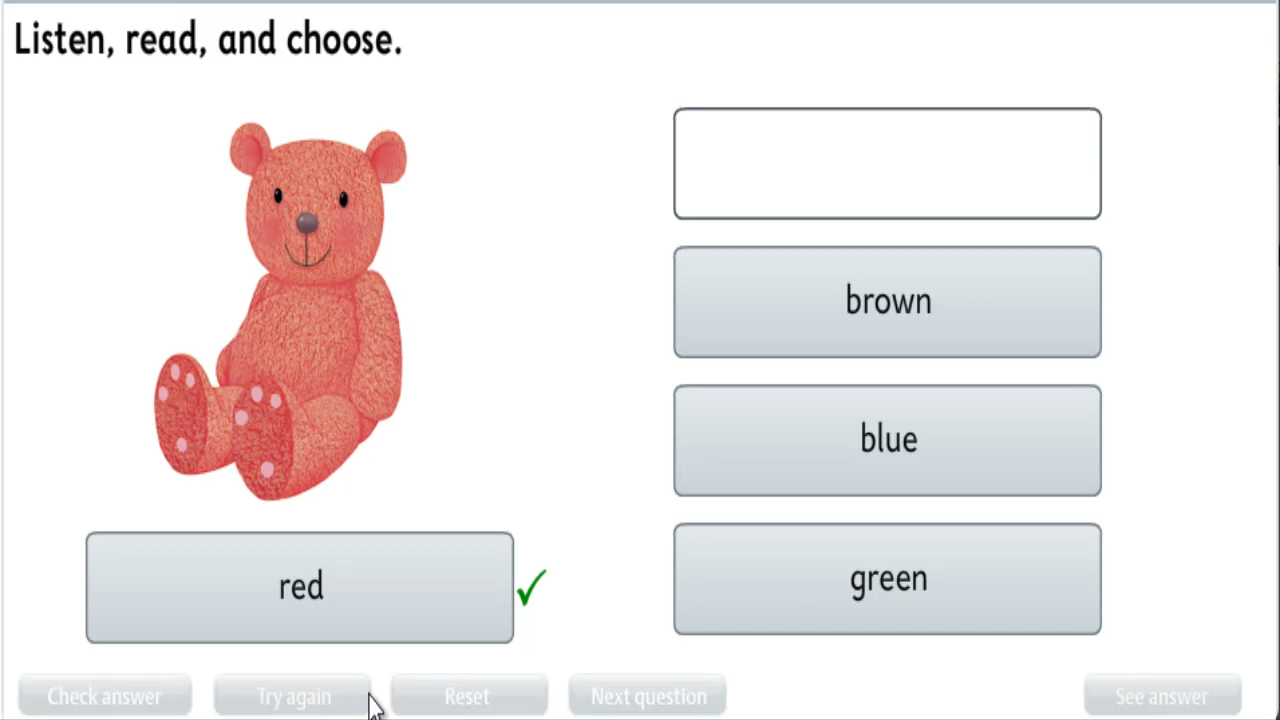 Listen, read, and choose.
brown
blue
green
red
Check answer
Try again
Reset
Next question
See answer